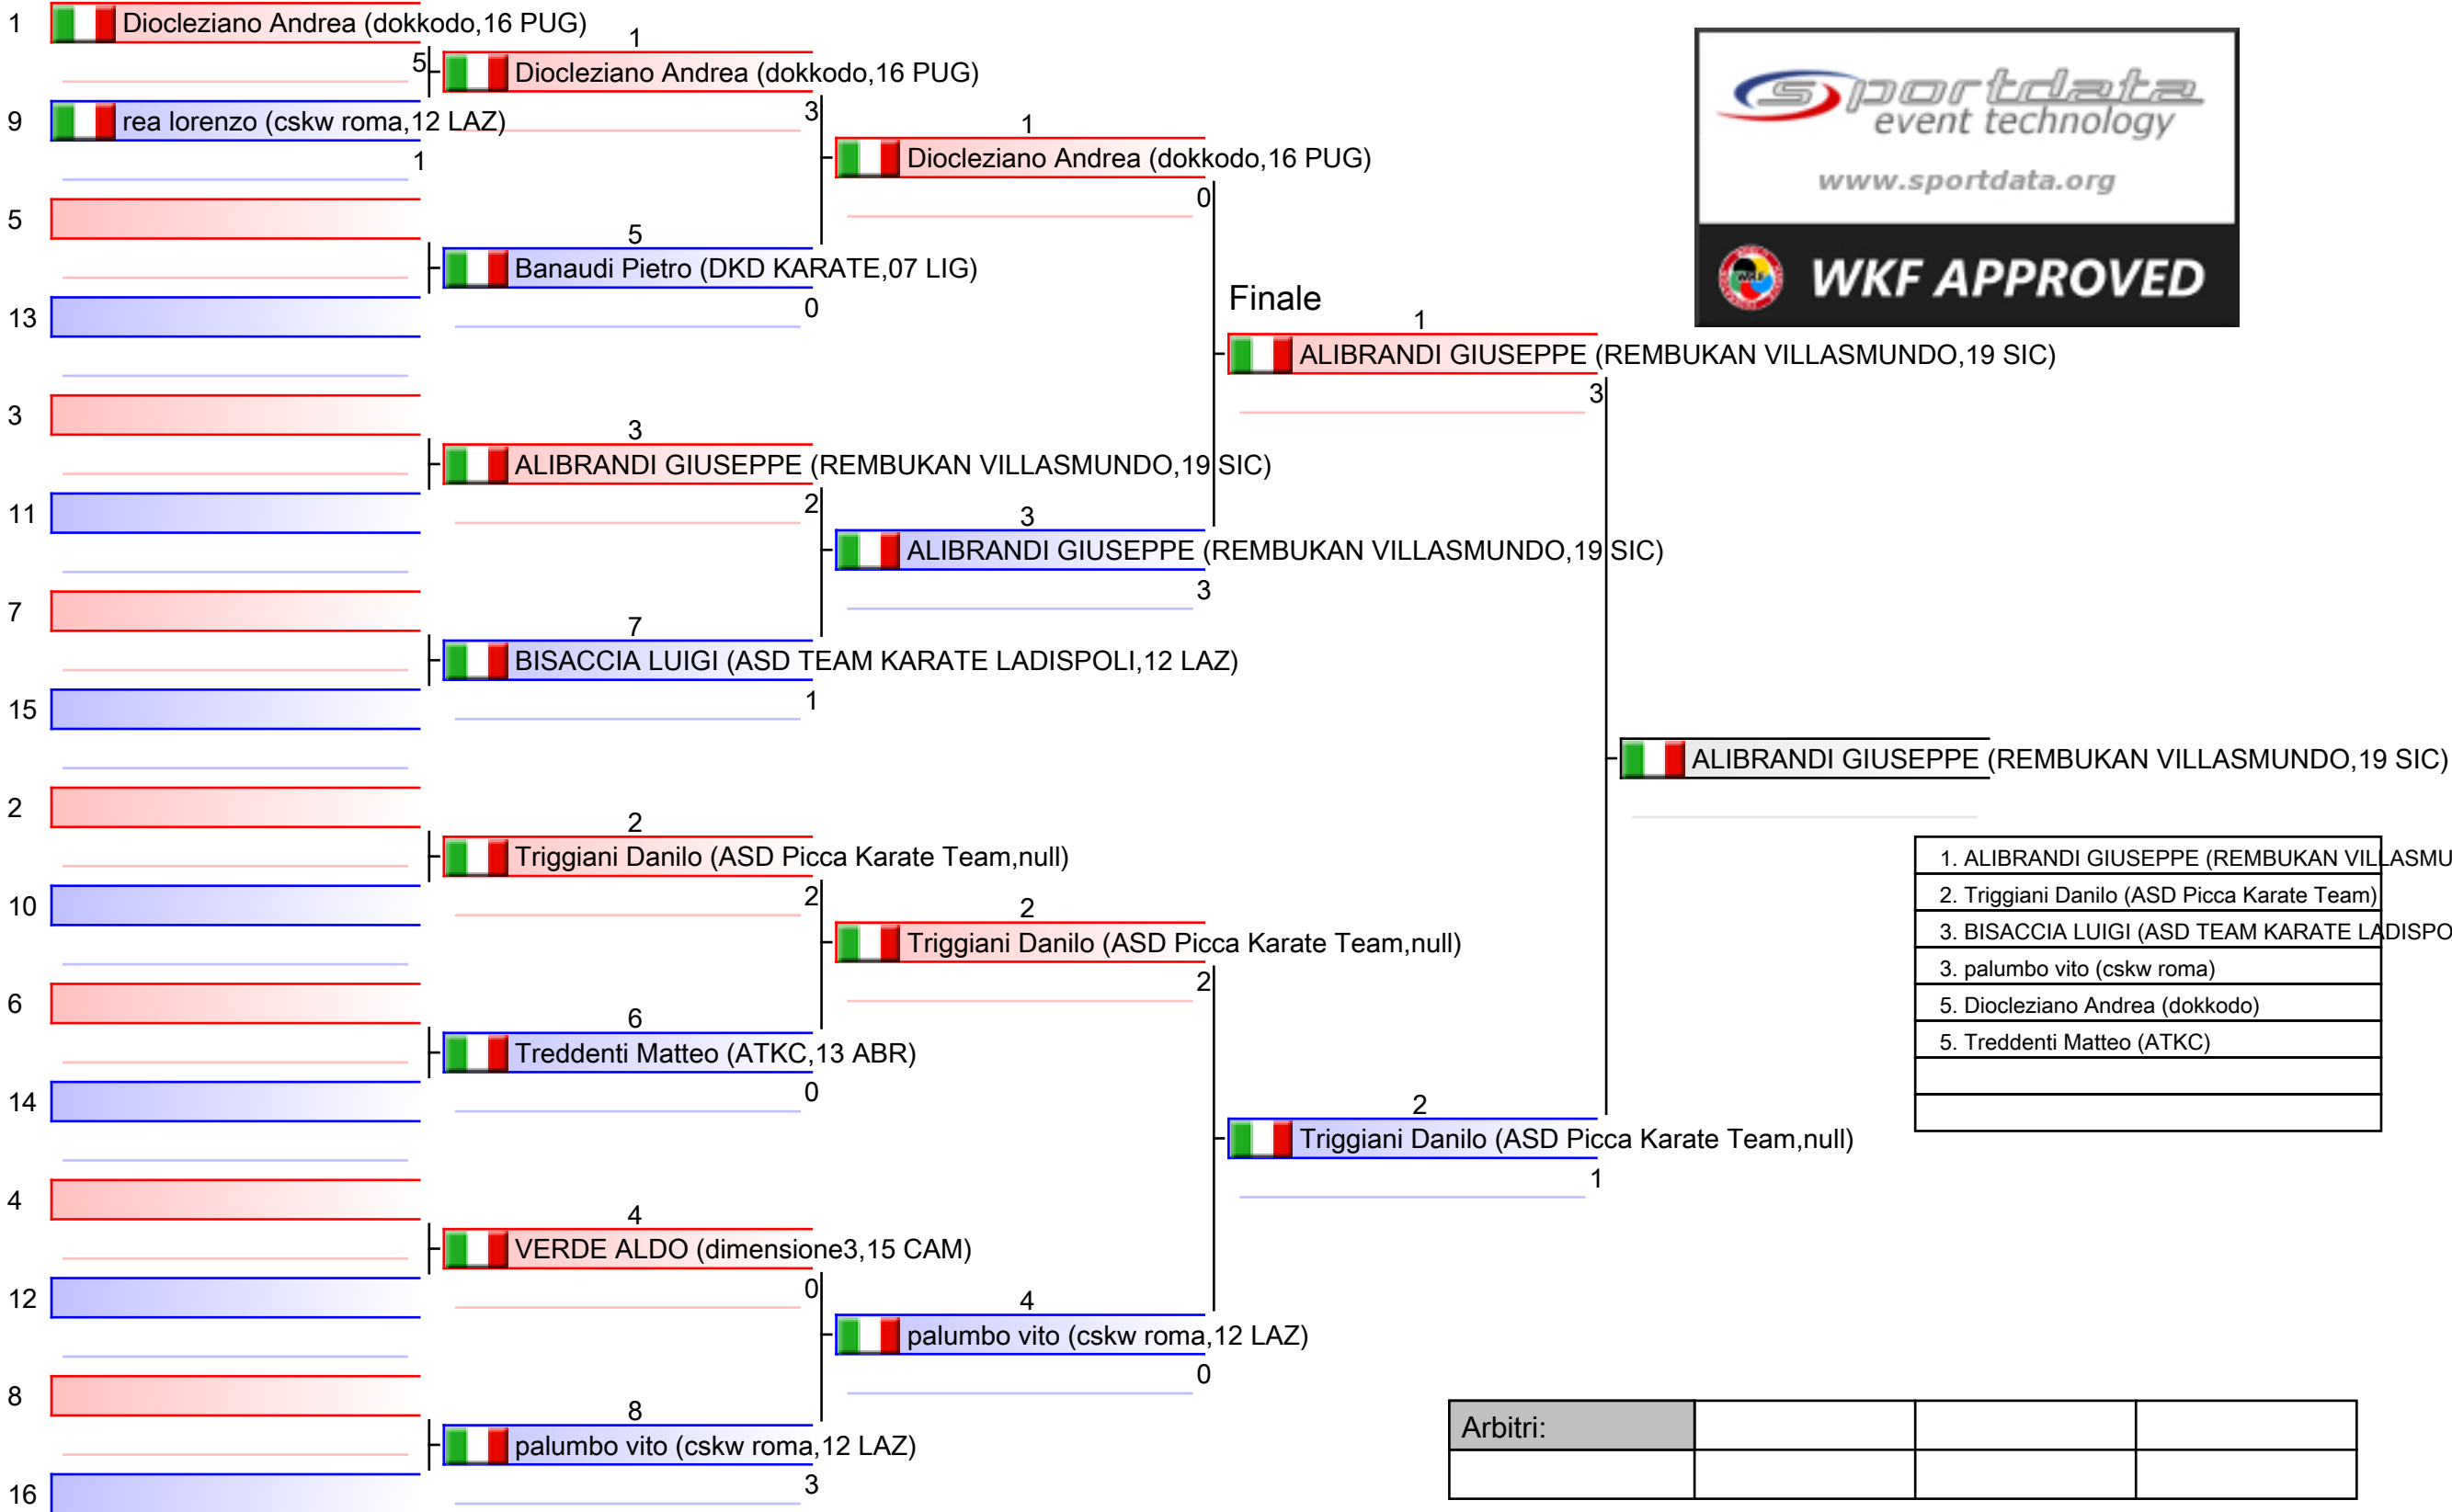 1
Diocleziano Andrea (dokkodo,16 PUG)
5
1
Diocleziano Andrea (dokkodo,16 PUG)
3
9
rea lorenzo (cskw roma,12 LAZ)
1
1
Diocleziano Andrea (dokkodo,16 PUG)
0
5
5
Banaudi Pietro (DKD KARATE,07 LIG)
0
13
Finale
1
ALIBRANDI GIUSEPPE (REMBUKAN VILLASMUNDO,19 SIC)
3
3
3
ALIBRANDI GIUSEPPE (REMBUKAN VILLASMUNDO,19 SIC)
2
11
3
ALIBRANDI GIUSEPPE (REMBUKAN VILLASMUNDO,19 SIC)
3
7
7
BISACCIA LUIGI (ASD TEAM KARATE LADISPOLI,12 LAZ)
1
15
ALIBRANDI GIUSEPPE (REMBUKAN VILLASMUNDO,19 SIC)
2
2
Triggiani Danilo (ASD Picca Karate Team,null)
2
10
2
Triggiani Danilo (ASD Picca Karate Team,null)
2
6
6
Treddenti Matteo (ATKC,13 ABR)
0
14
2
Triggiani Danilo (ASD Picca Karate Team,null)
1
4
4
VERDE ALDO (dimensione3,15 CAM)
0
12
4
palumbo vito (cskw roma,12 LAZ)
0
8
8
palumbo vito (cskw roma,12 LAZ)
3
16
sportdata
event technology
www.sportdata.org
WKF
WKF APPROVED
1. ALIBRANDI GIUSEPPE (REMBUKAN VILLASMU
2. Triggiani Danilo (ASD Picca Karate Team)
3. BISACCIA LUIGI (ASD TEAM KARATE LADISPO
3. palumbo vito (cskw roma)
5. Diocleziano Andrea (dokkodo)
5. Treddenti Matteo (ATKC)
Arbitri: